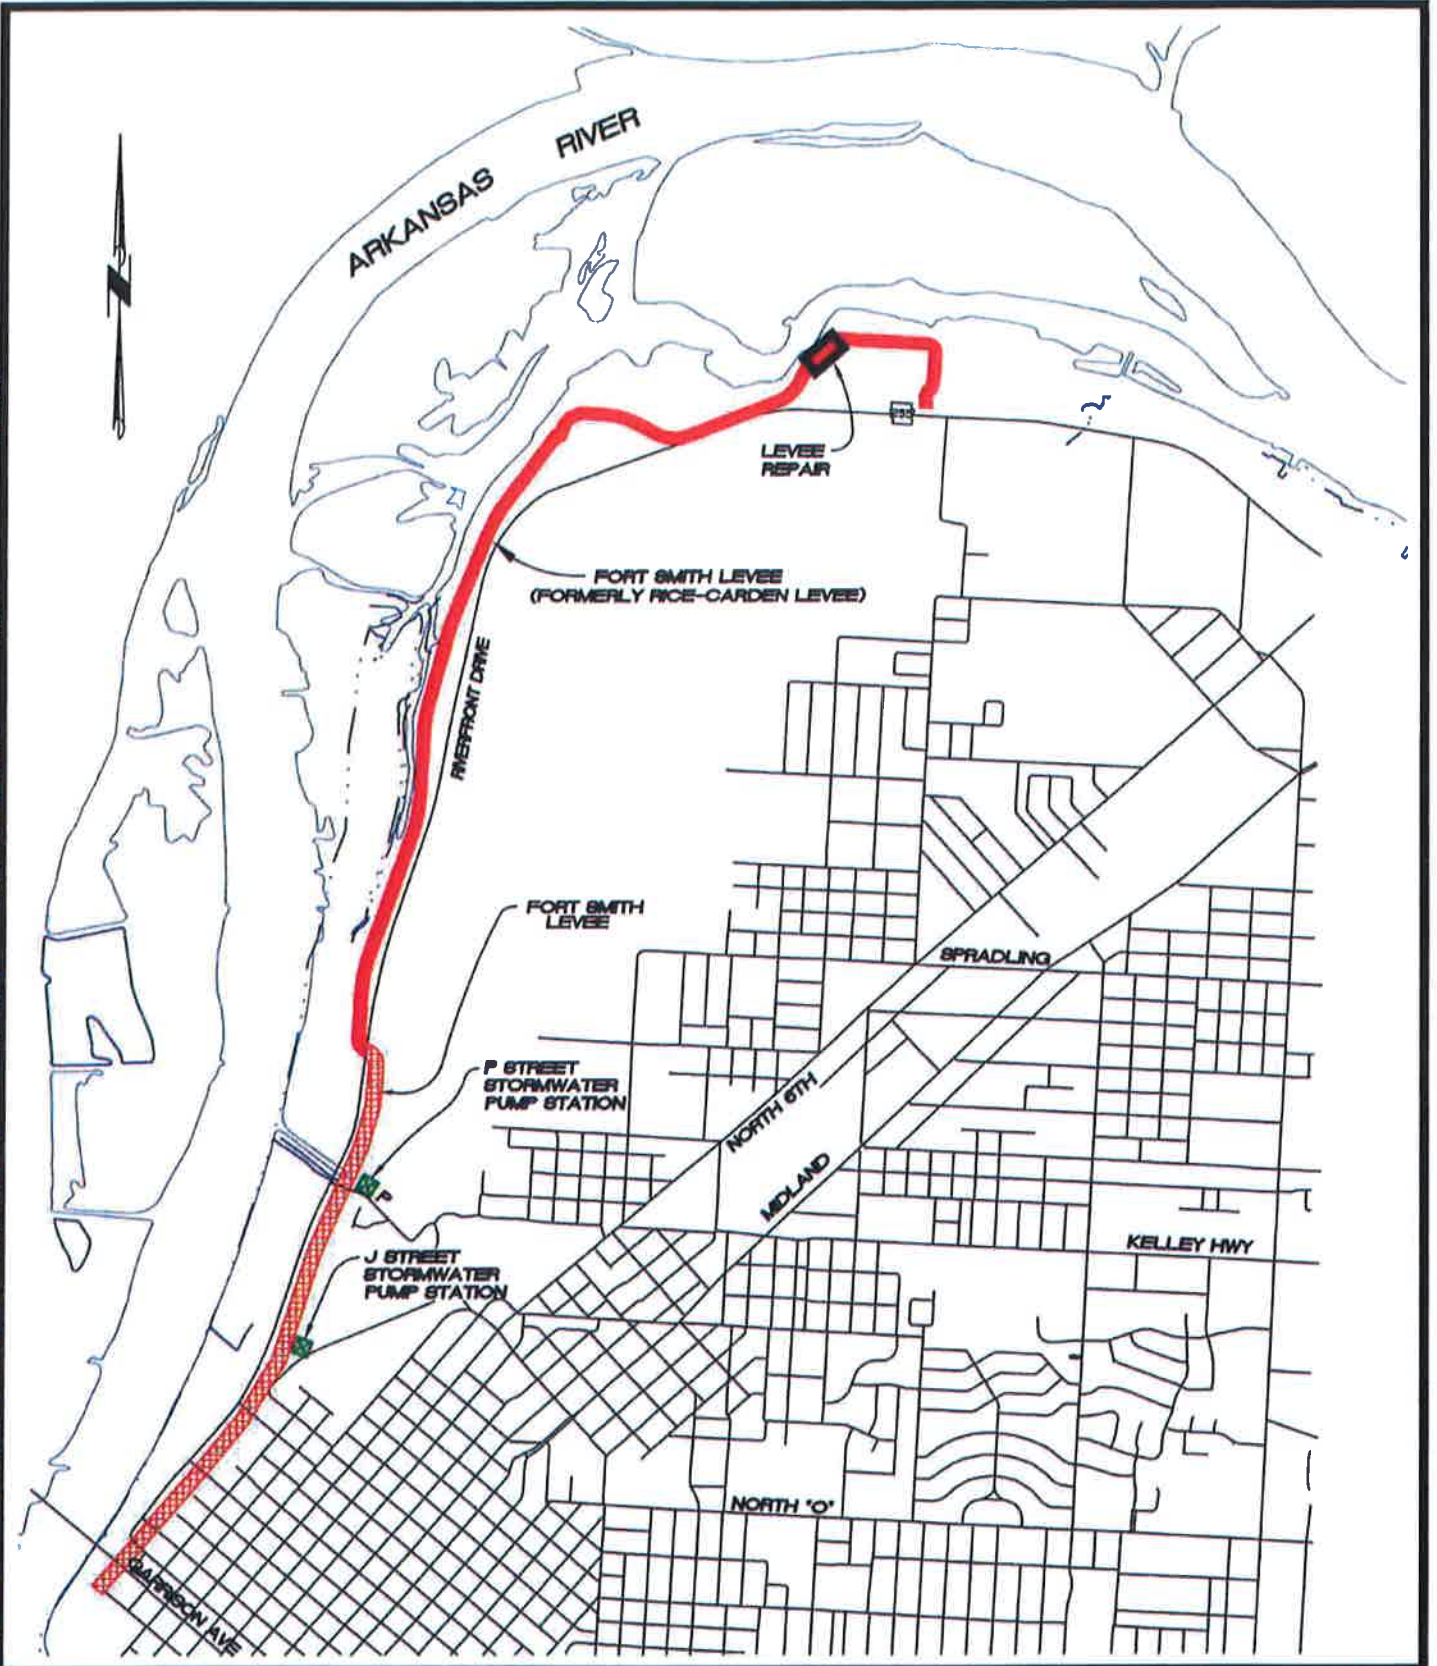 ARKANSAS RIVER
N
255
LEVEE
REPAIR
FORT SMITH LEVEE
(FORMERLY RICE-CARDEN LEVEE)
RIVERFRONT DRIVE
FORT SMITH
LEVEE
SPRADLING
P STREET
STORMWATER
PUMP STATION
NORTH 6TH
MIDLAND
P
KELLEY HWY
J STREET
STORMWATER
PUMP STATION
NORTH "O"
GARRISON AVE